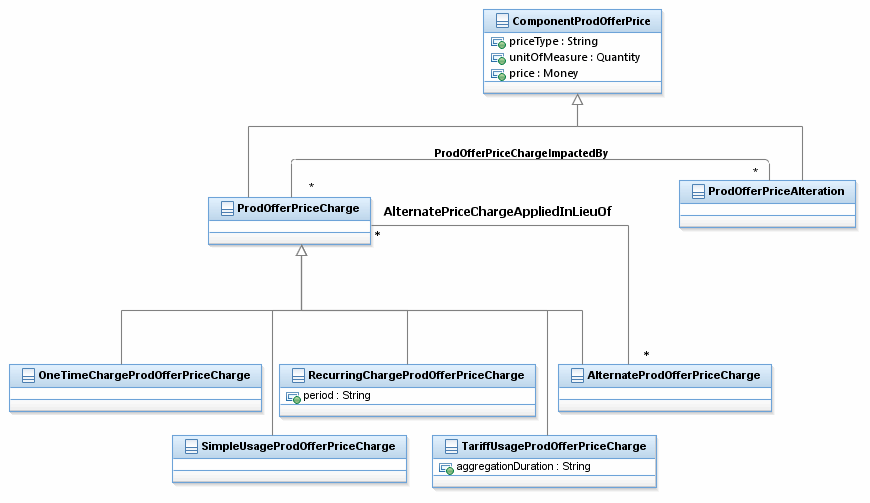 ComponentProdOfferPrice
priceType : String
unitOfMeasure : Quantity
price : Money
ProdOfferPriceChargeImpactedBy
*
*
ProdOfferPriceAlteration
ProdOfferPriceCharge
AlternatePriceChargeAppliedInLieuOf
*
*
OneTimeChargeProdOfferPriceCharge
RecurringChargeProdOfferPriceCharge
period : String
AlternateProdOfferPriceCharge
SimpleUsageProdOfferPriceCharge
TariffUsageProdOfferPriceCharge
aggregationDuration : String